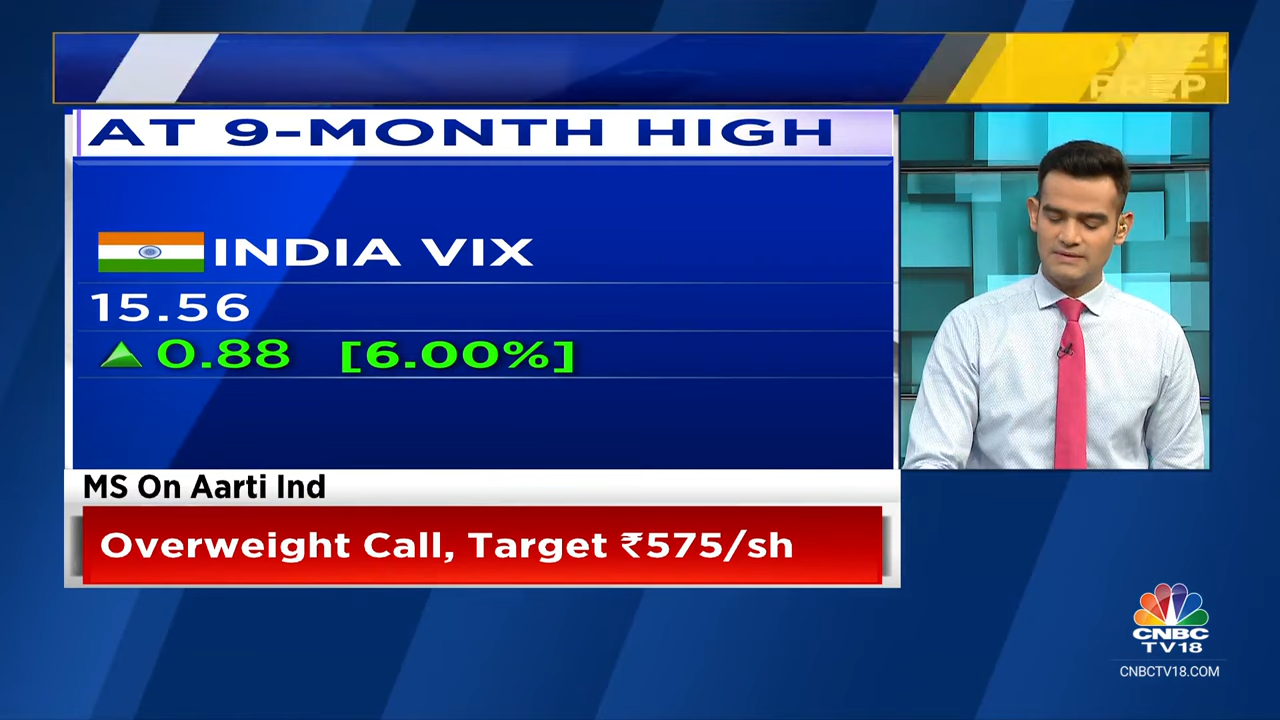 PREP
AT 9-MONTH HIGH
INDIA VIX
15.56
0.88 [6.00%]
MS On Aarti Ind
Overweight Call, Target ₹575/sh
CNBC
TV18
CNBCTV18.COM